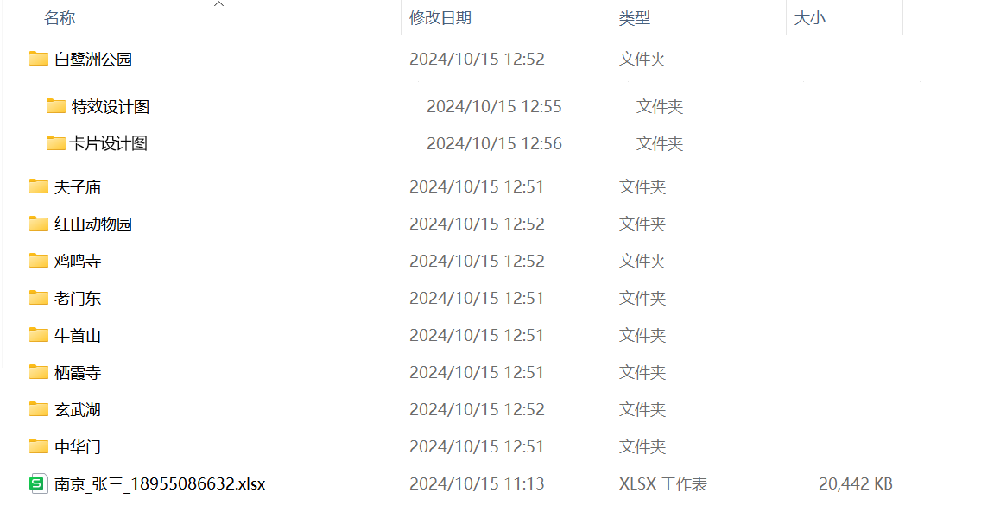 名称 修改日期 类型 大小
白鹭洲公园 2024/10/15 12:52 文件夹
特效设计图 2024/10/15 12:55 文件夹
卡片设计图 2024/10/15 12:56 文件夹
夫子庙 2024/10/15 12:51 文件夹
红山动物园 2024/10/15 12:52 文件夹
鸡鸣寺 2024/10/15 12:52 文件夹
老门东 2024/10/15 12:51 文件夹
牛首山 2024/10/15 12:51 文件夹
栖霞寺 2024/10/15 12:51 文件夹
玄武湖 2024/10/15 12:52 文件夹
中华门 2024/10/15 12:51 文件夹
南京_张三_18955086632.xlsx 2024/10/15 11:13 XLSX 工作表 20,442 KB